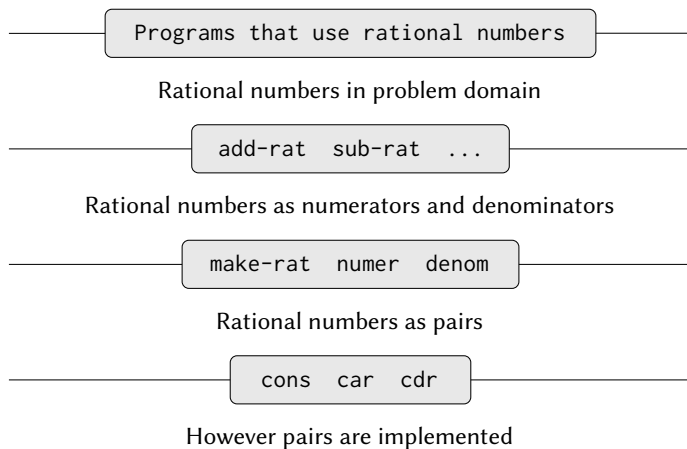 Programs that use rational numbers
Rational numbers in problem domain
add-rat sub-rat ...
Rational numbers as numerators and denominators
make-rat numer denom
Rational numbers as pairs
cons car cdr
However pairs are implemented